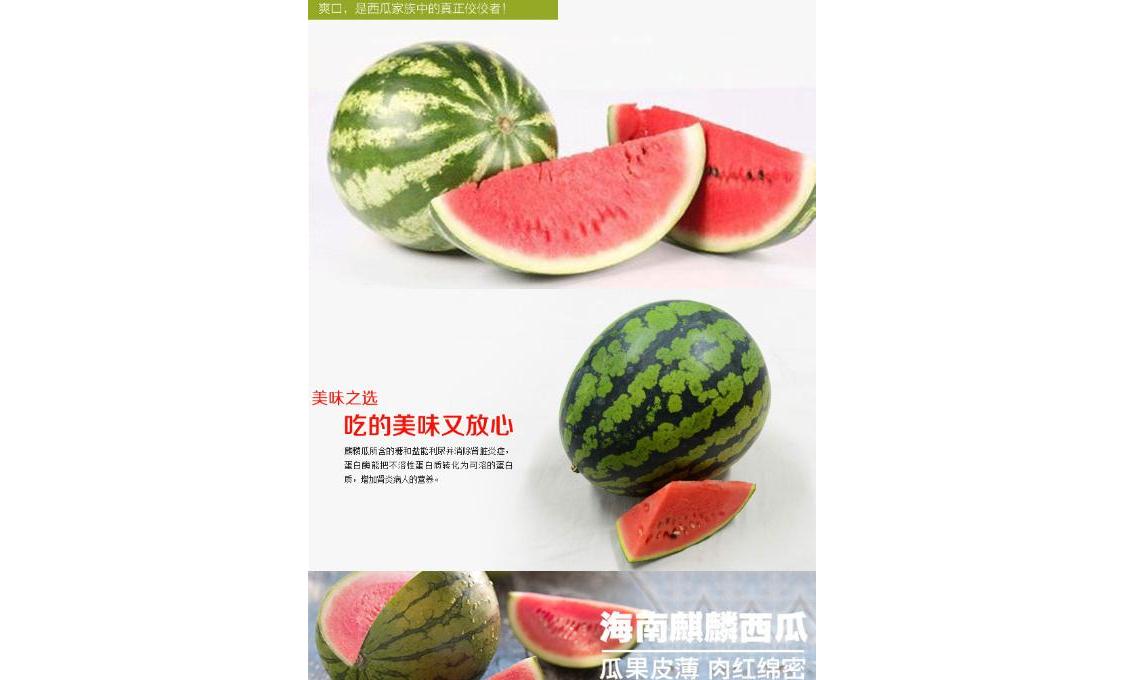 爽口，是西瓜家族中的真正佼佼者！
美味之选
吃的美味又放心
麒麟瓜所含的糖和盐能利尿并消除肾脏炎症，
蛋白酶能把不溶性蛋白质转化为可溶的蛋白
质，增加肾炎病人的营养。
海南麒麟西瓜
瓜果皮薄 肉红绵密